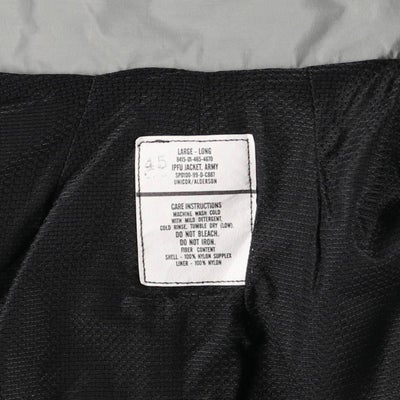 45
LARGE - LONG
8415-01-465-4670
IPFU JACKET, ARMY
SP0100-99-D-CB87
UNICOR/ALDERSON
CARE INSTRUCTIONS
MACHINE WASH COLD
WITH MILD DETERGENT,
COLD RINSE, TUMBLE DRY (LOW).
DO NOT BLEACH.
DO NOT IRON.
FIBER CONTENT
SHELL - 100% NYLON SUPPLEX
LINER - 100% NYLON